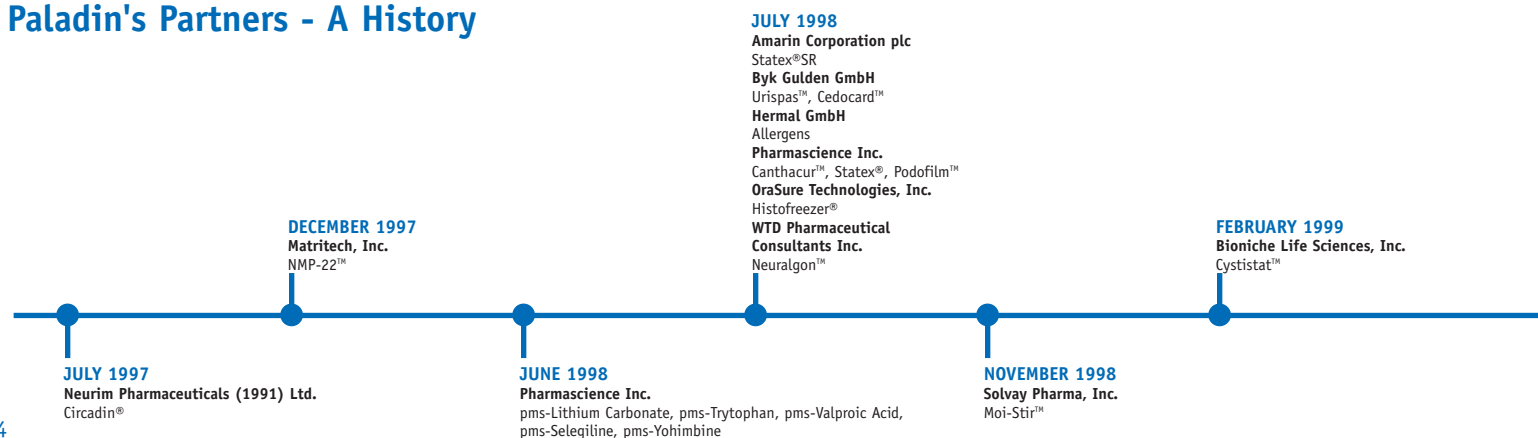 Paladin's Partners - A History
JULY 1998
Amarin Corporation plc
Statex®SR
Byk Gulden GmbH
Urispas™, Cedocard™
Hermal GmbH
Allergens
Pharmascience Inc.
Canthacur™, Statex®, Podofilm™
OraSure Technologies, Inc.
Histofreezer®
WTD Pharmaceutical
Consultants Inc.
Neuralgon™
DECEMBER 1997
Matritech, Inc.
NMP-22™
FEBRUARY 1999
Bioniche Life Sciences, Inc.
Cystistat™
JULY 1997
Neurim Pharmaceuticals (1991) Ltd.
Circadin®
JUNE 1998
Pharmascience Inc.
pms-Lithium Carbonate, pms-Trytophan, pms-Valproic Acid,
pms-Selegiline, pms-Yohimbine
NOVEMBER 1998
Solvay Pharma, Inc.
Moi-Stir™
4